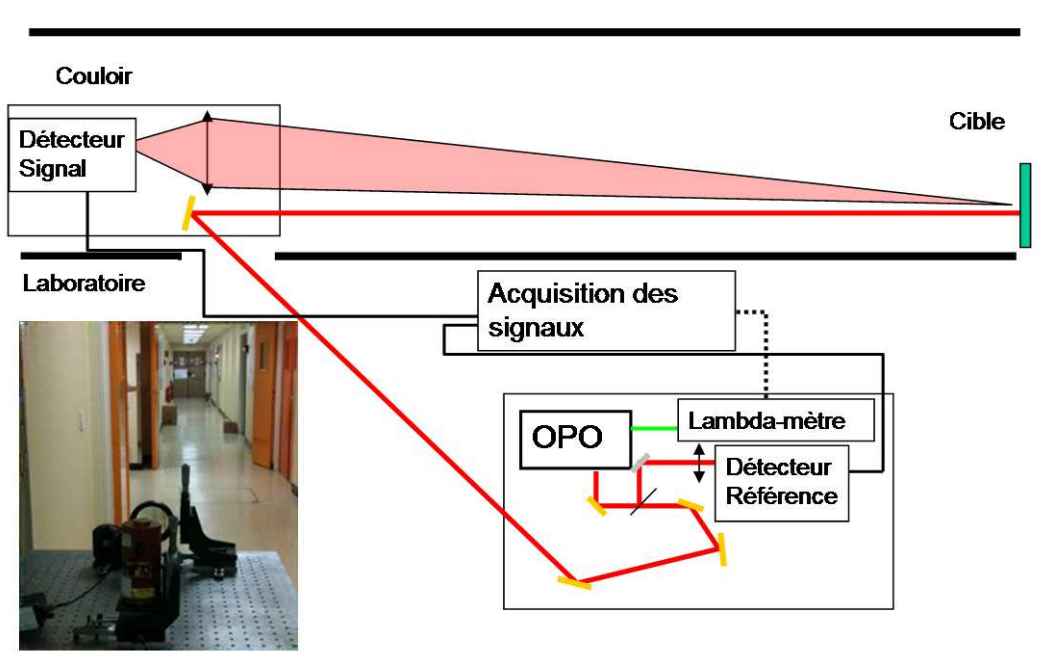 Couloir
Détecteur
Signal
Cible
Laboratoire
Acquisition des
signaux
Lambda-mètre
OPO
Détecteur
Référence